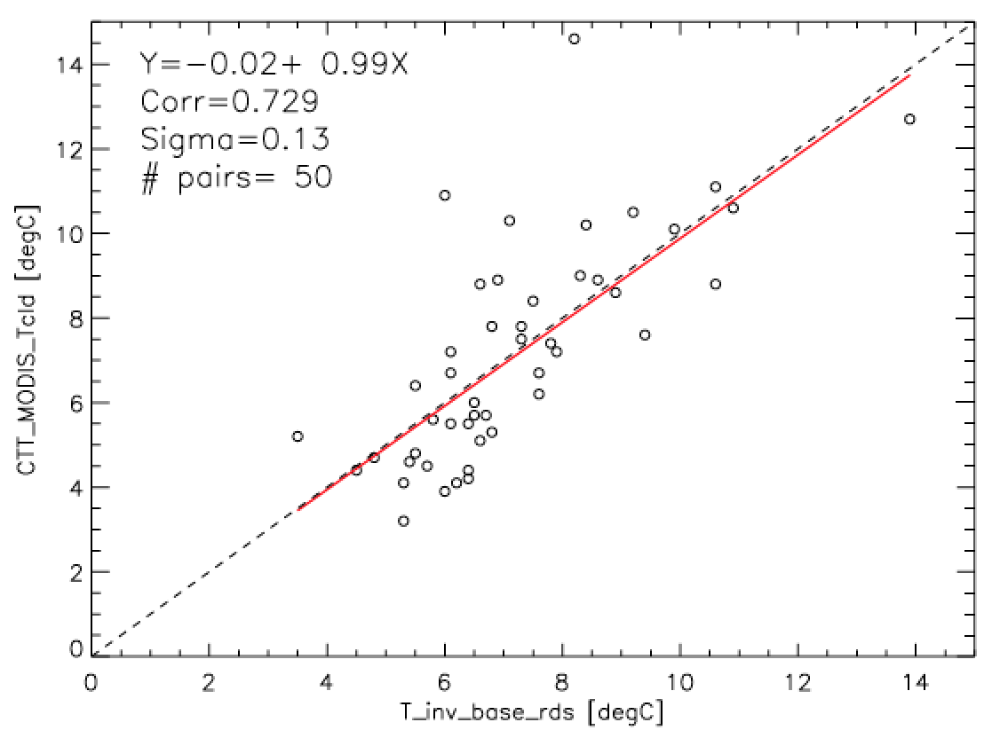 Y=−0.02+ 0.99X
Corr=0.729
Sigma=0.13
# pairs= 50
CTT_MODIS_Tcld [degC]
14
12
10
8
6
4
2
0
0 2 4 6 8 10 12 14
T_inv_base_rds [degC]